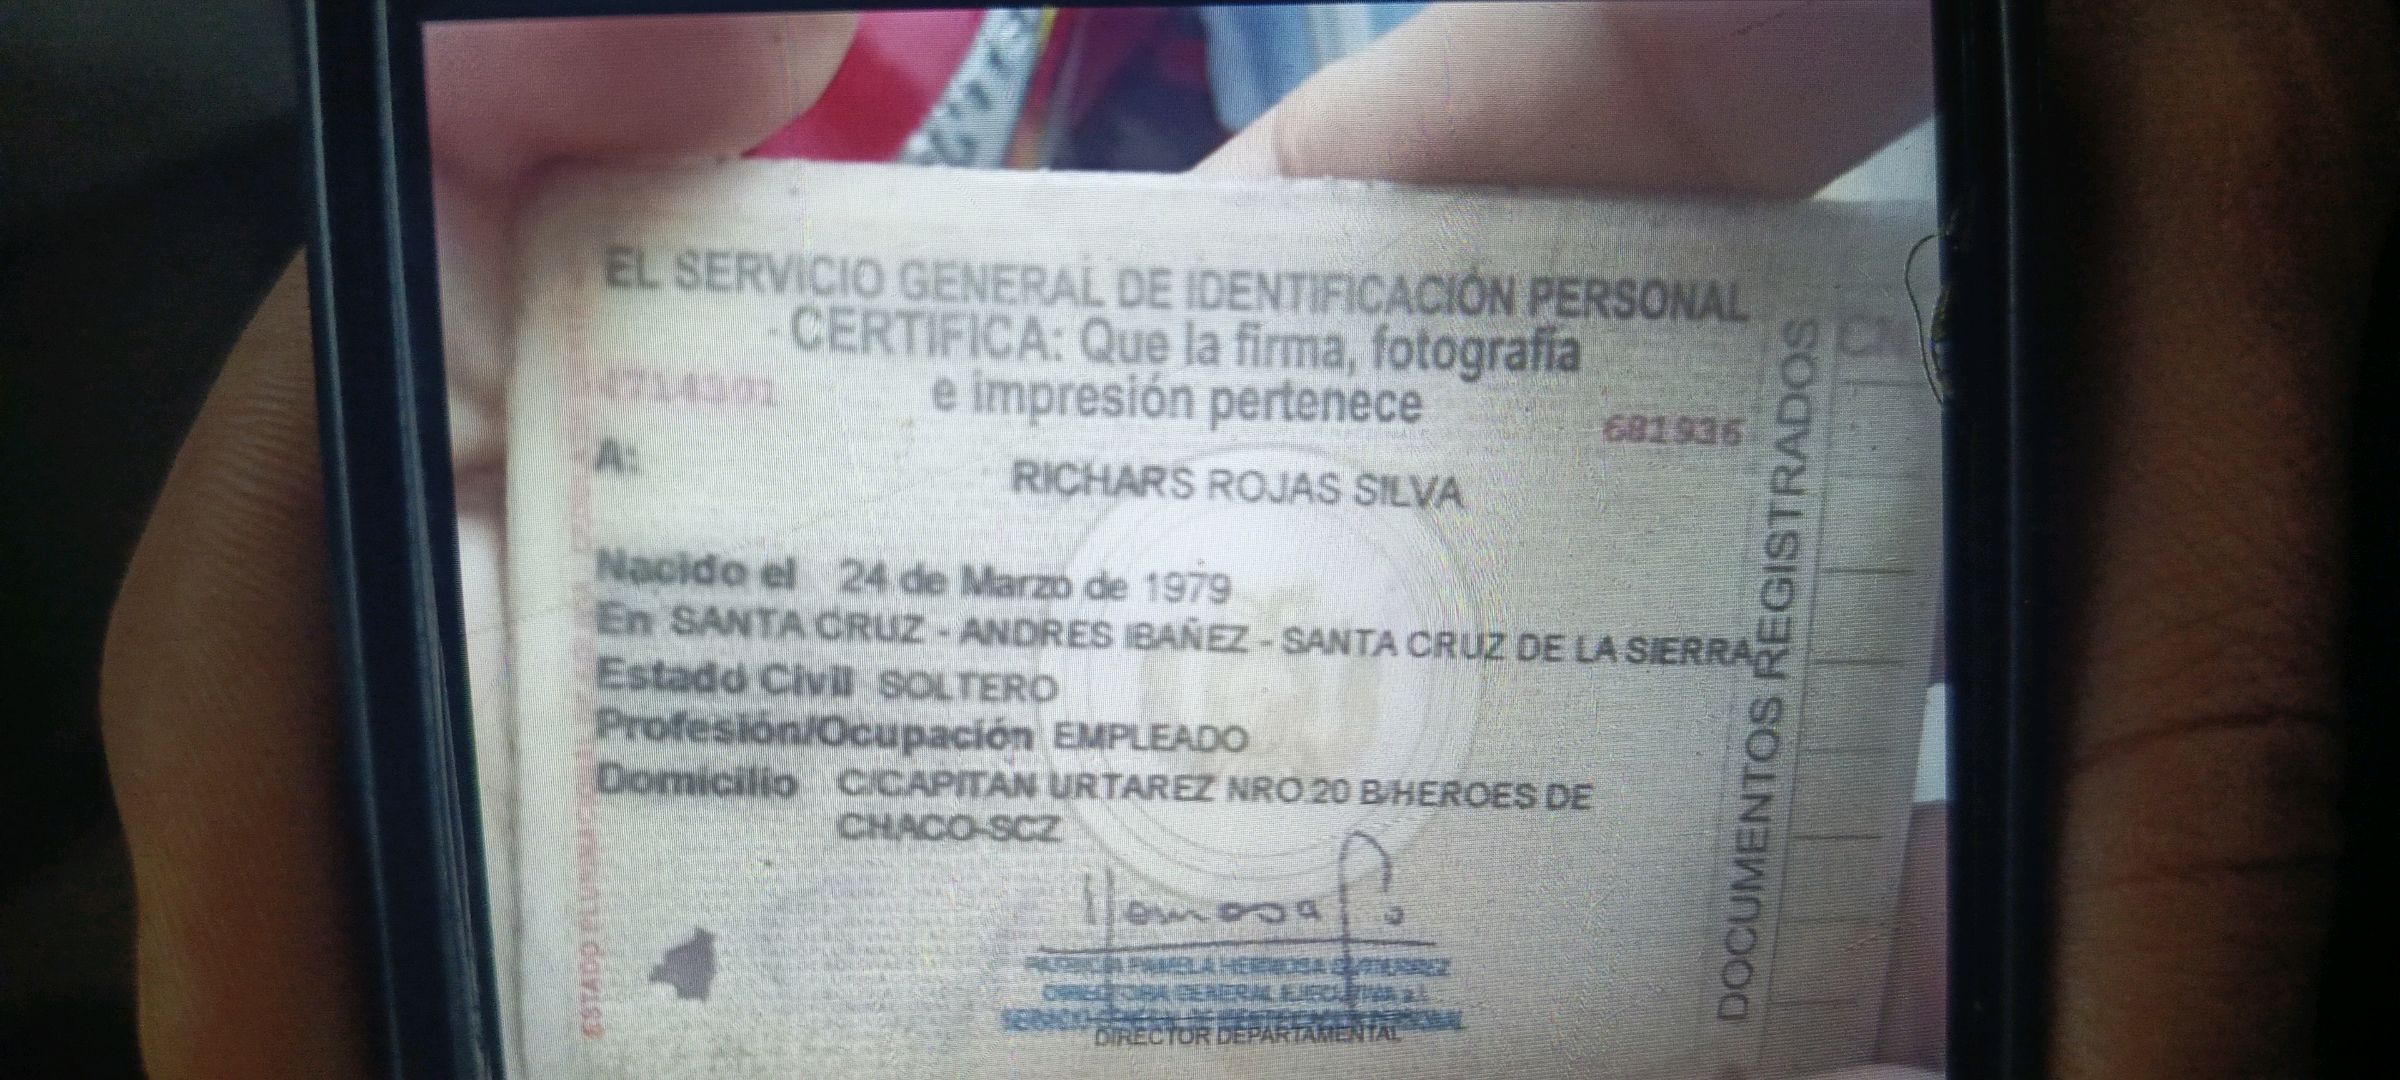 EL SERVICIO GENERAL DE IDENTIFICACIÓN PERSONAL
CERTIFICA: Que la firma, fotografía
e impresión pertenece
681936
A:
RICHARS ROJAS SILVA
Nacido el 24 de Marzo de 1979
En SANTA CRUZ - ANDRES IBAÑEZ - SANTA CRUZ DE LA SIERRA
Estado Civil SOLTERO
Profesión/Ocupación EMPLEADO
Domicilio C/CAPITAN URTAREZ NRO.20 B/HEROES DE
CHACO-SCZ
Hermosa
PATRICIA PAMELA HERMOSA GUTIERREZ
DIRECTORA GENERAL EJECUTIVA a.i.
SERVICIO GENERAL DE IDENTIFICACIÓN PERSONAL
DIRECTOR DEPARTAMENTAL
DOCUMENTOS REGISTRADOS
ESTADO